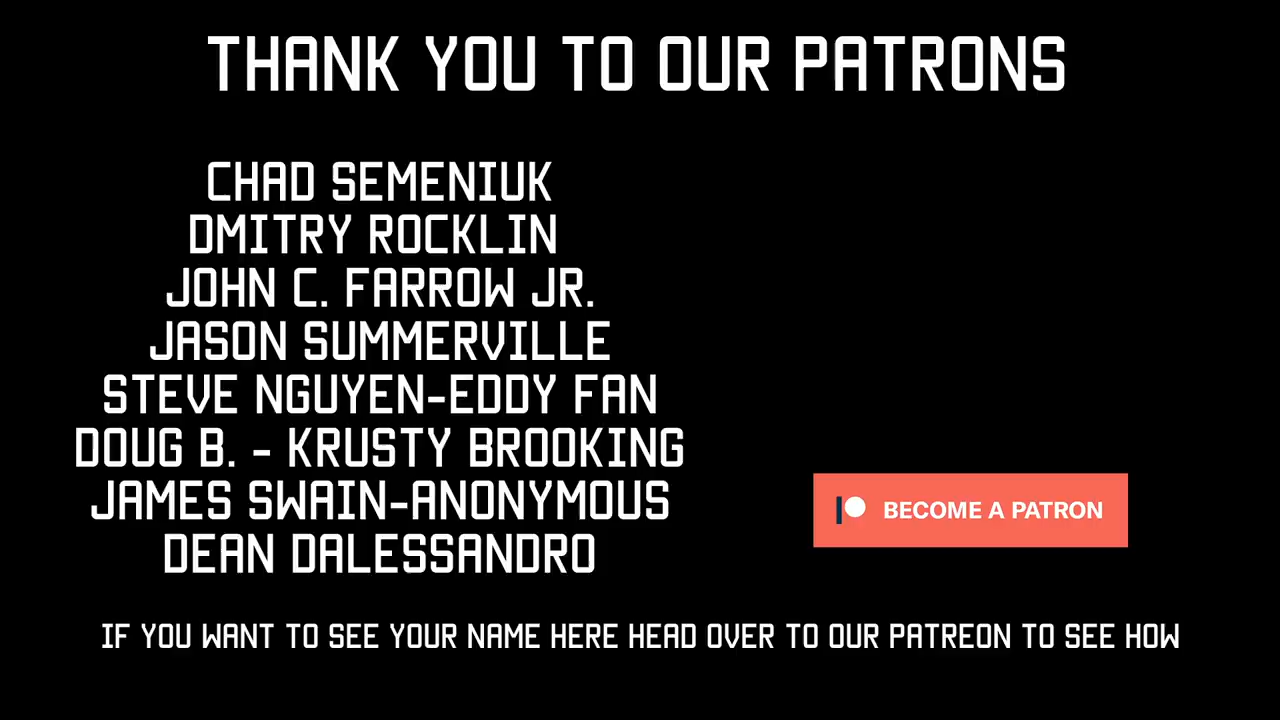 THANK YOU TO OUR PATRONS
CHAD SEMENIUK
DMITRY ROCKLIN
JOHN C. FARROW JR.
JASON SUMMERVILLE
STEVE NGUYEN-EDDY FAN
DOUG B. - KRUSTY BROOKING
JAMES SWAIN-ANONYMOUS
DEAN DALESSANDRO
BECOME A PATRON
IF YOU WANT TO SEE YOUR NAME HERE HEAD OVER TO OUR PATREON TO SEE HOW